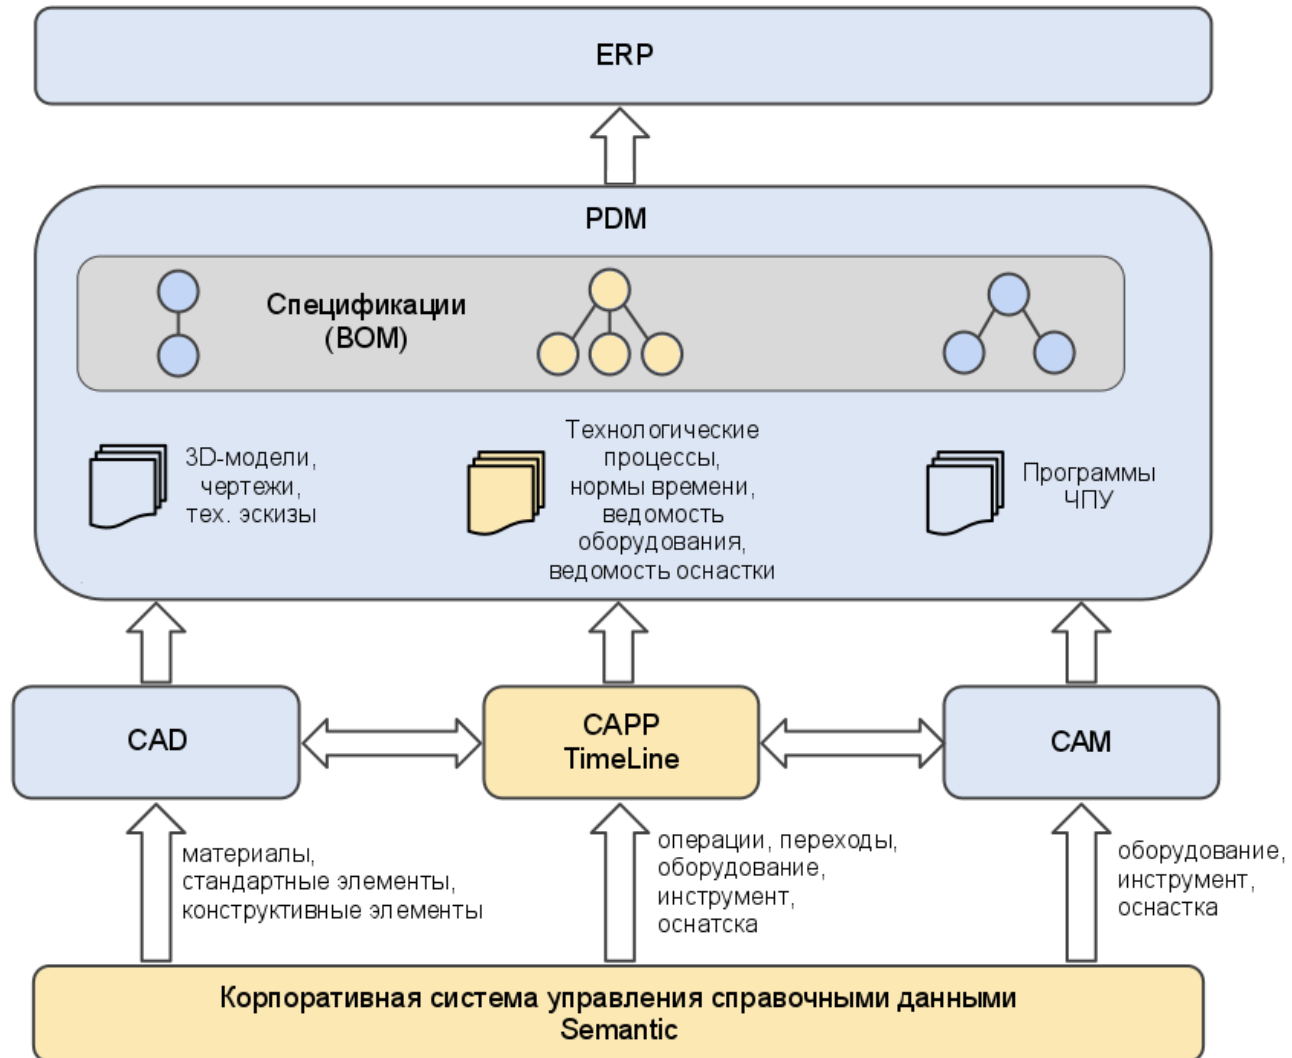 ERP
PDM
Спецификации
(BOM)
3D-модели,
чертежи,
тех. эскизы
Технологические
процессы,
нормы времени,
ведомость
оборудования,
ведомость оснастки
Программы
ЧПУ
CAD
CAPP
TimeLine
CAM
материалы,
стандартные элементы,
конструктивные элементы
операции, переходы,
оборудование,
инструмент,
оснатска
оборудование,
инструмент,
оснастка
Корпоративная система управления справочными данными
Semantic